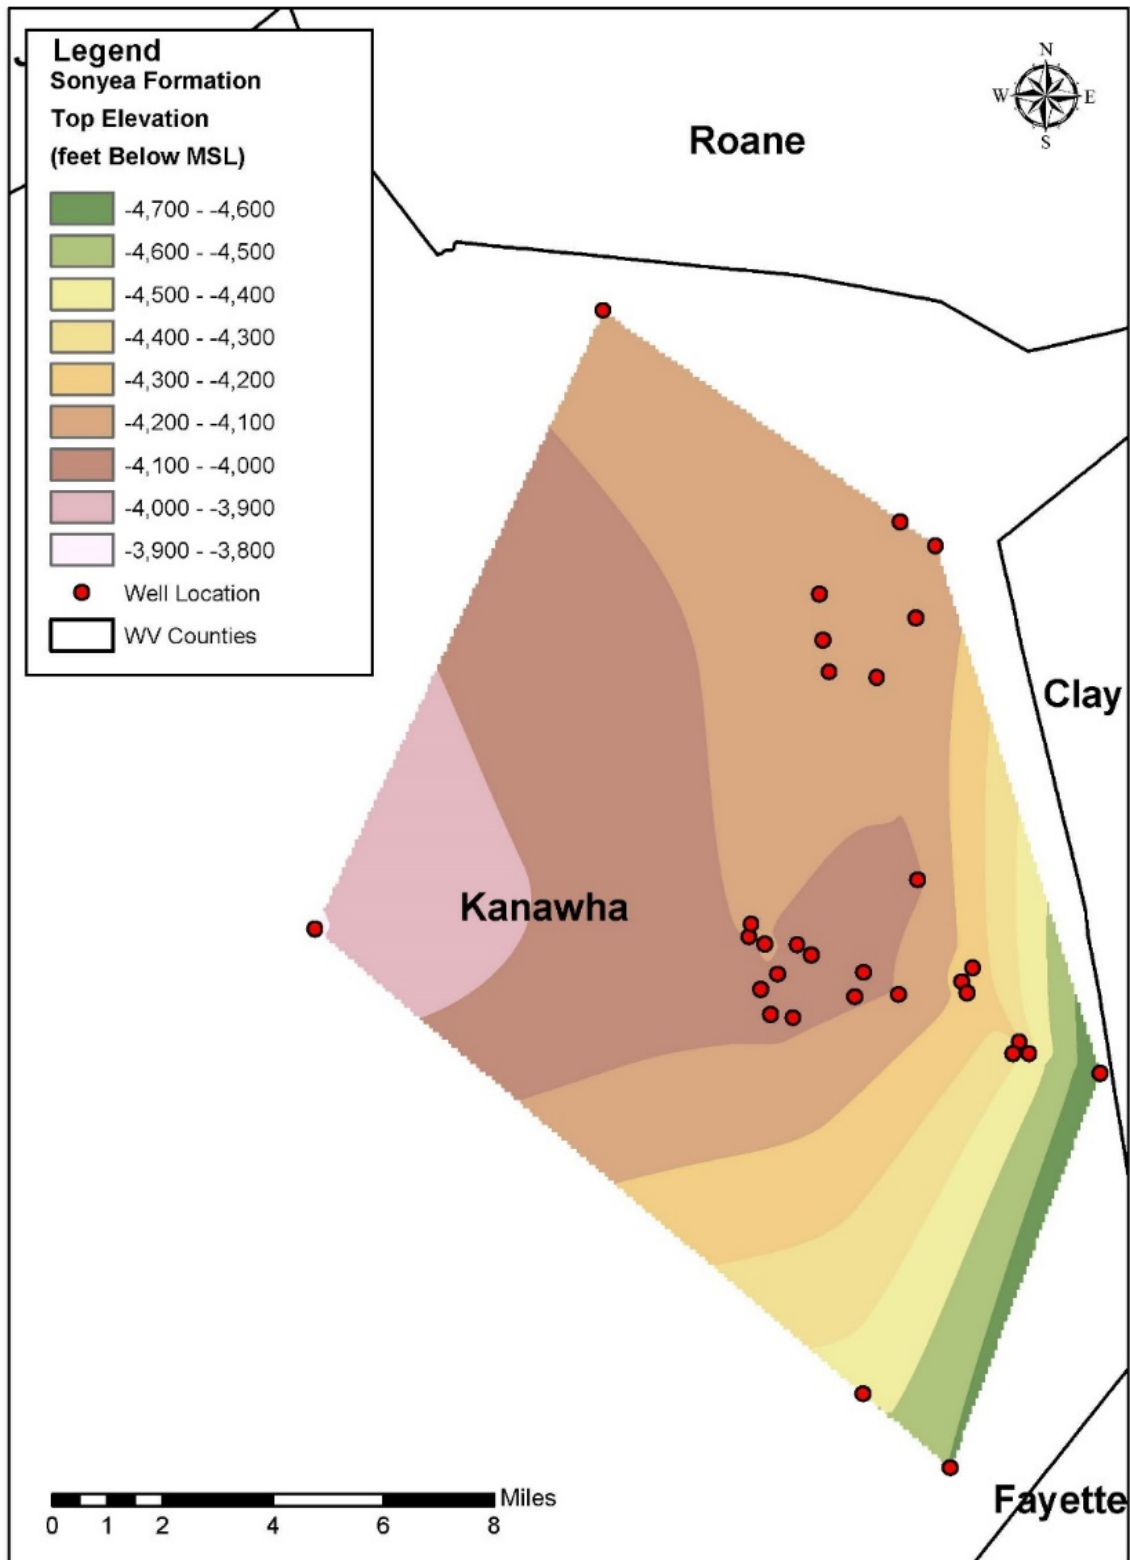 Legend
Sonyea Formation
Top Elevation
(feet Below MSL)
-4,700 - -4,600
-4,600 - -4,500
-4,500 - -4,400
-4,400 - -4,300
-4,300 - -4,200
-4,200 - -4,100
-4,100 - -4,000
-4,000 - -3,900
-3,900 - -3,800
Well Location
WV Counties
N
W E
S
Roane
Clay
Kanawha
Fayette
Miles
0 1 2 4 6 8